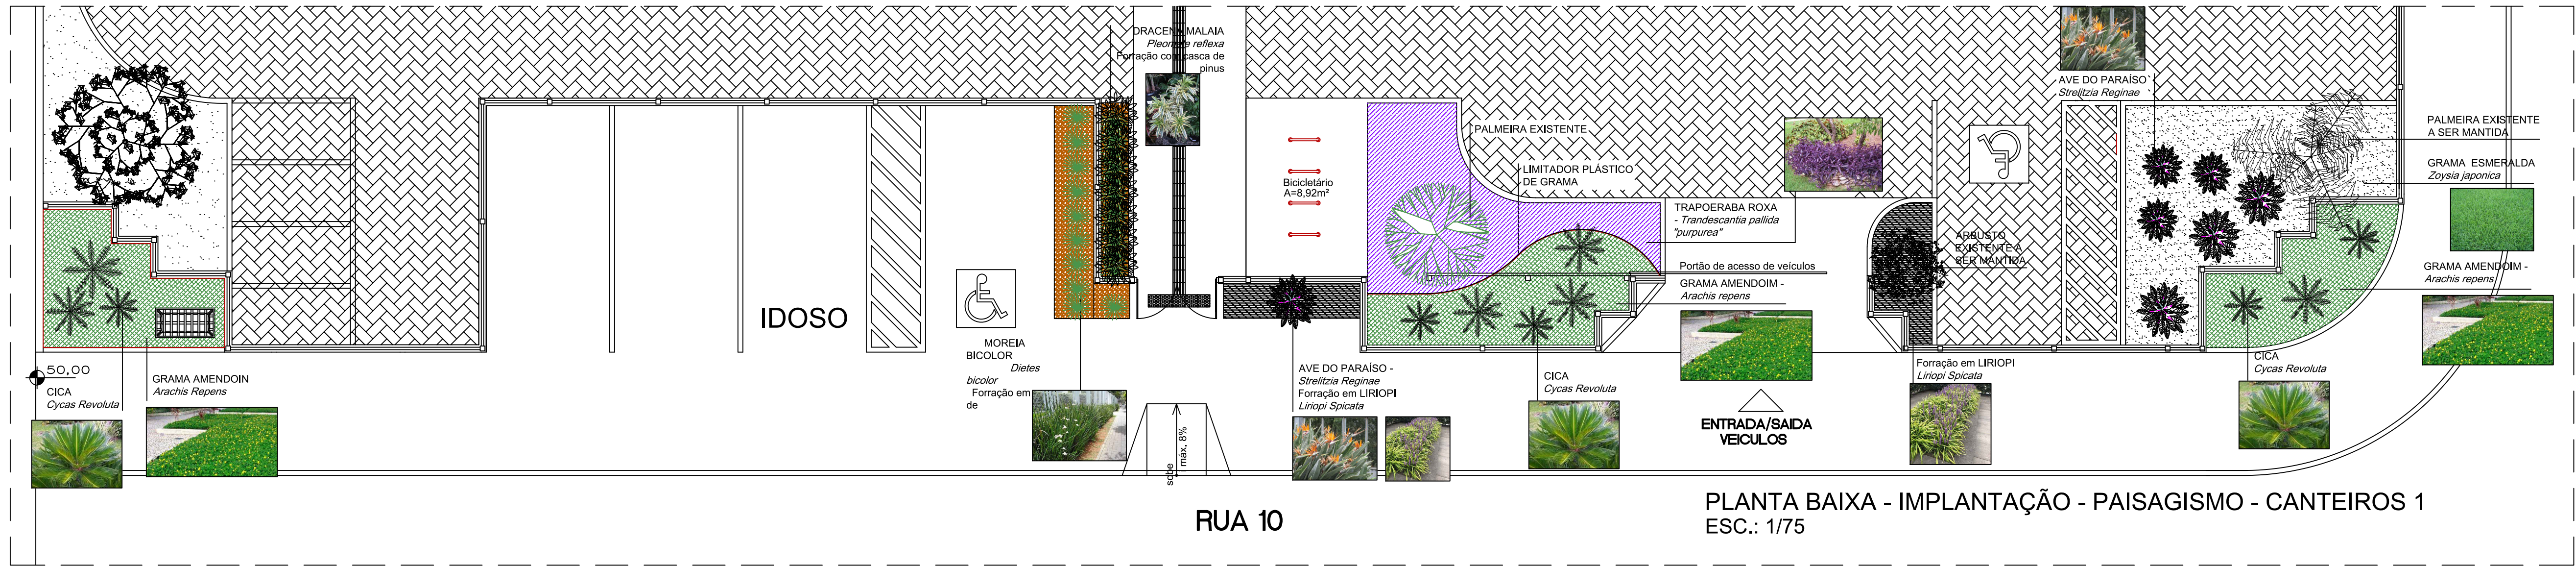 50,00
CICA
Cycas Revoluta
GRAMA AMENDOIN
Arachis Repens
IDOSO
MOREIA
BICOLOR
Dietes
bicolor
Forração em
de
DRACENA MALAIA
Pleomele reflexa
Forração com casca de
pinus
sobe
máx. 8%
RUA 10
Bicicletário
A=8,92m²
AVE DO PARAÍSO -
Strelitzia Reginae
Forração em LIRIOPI
Liriopi Spicata
PALMEIRA EXISTENTE
LIMITADOR PLÁSTICO
DE GRAMA
CICA
Cycas Revoluta
TRAPOERABA ROXA
- Trandescantia pallida
"purpurea"
Portão de acesso de veículos
GRAMA AMENDOIM -
Arachis repens
ENTRADA/SAIDA
VEICULOS
ARBUSTO
EXISTENTE A
SER MANTIDA
Forração em LIRIOPI
Liriopi Spicata
AVE DO PARAÍSO
Strelitzia Reginae
PALMEIRA EXISTENTE
A SER MANTIDA
GRAMA ESMERALDA
Zoysia japonica
GRAMA AMENDOIM -
Arachis repens
CICA
Cycas Revoluta
PLANTA BAIXA - IMPLANTAÇÃO - PAISAGISMO - CANTEIROS 1
ESC.: 1/75